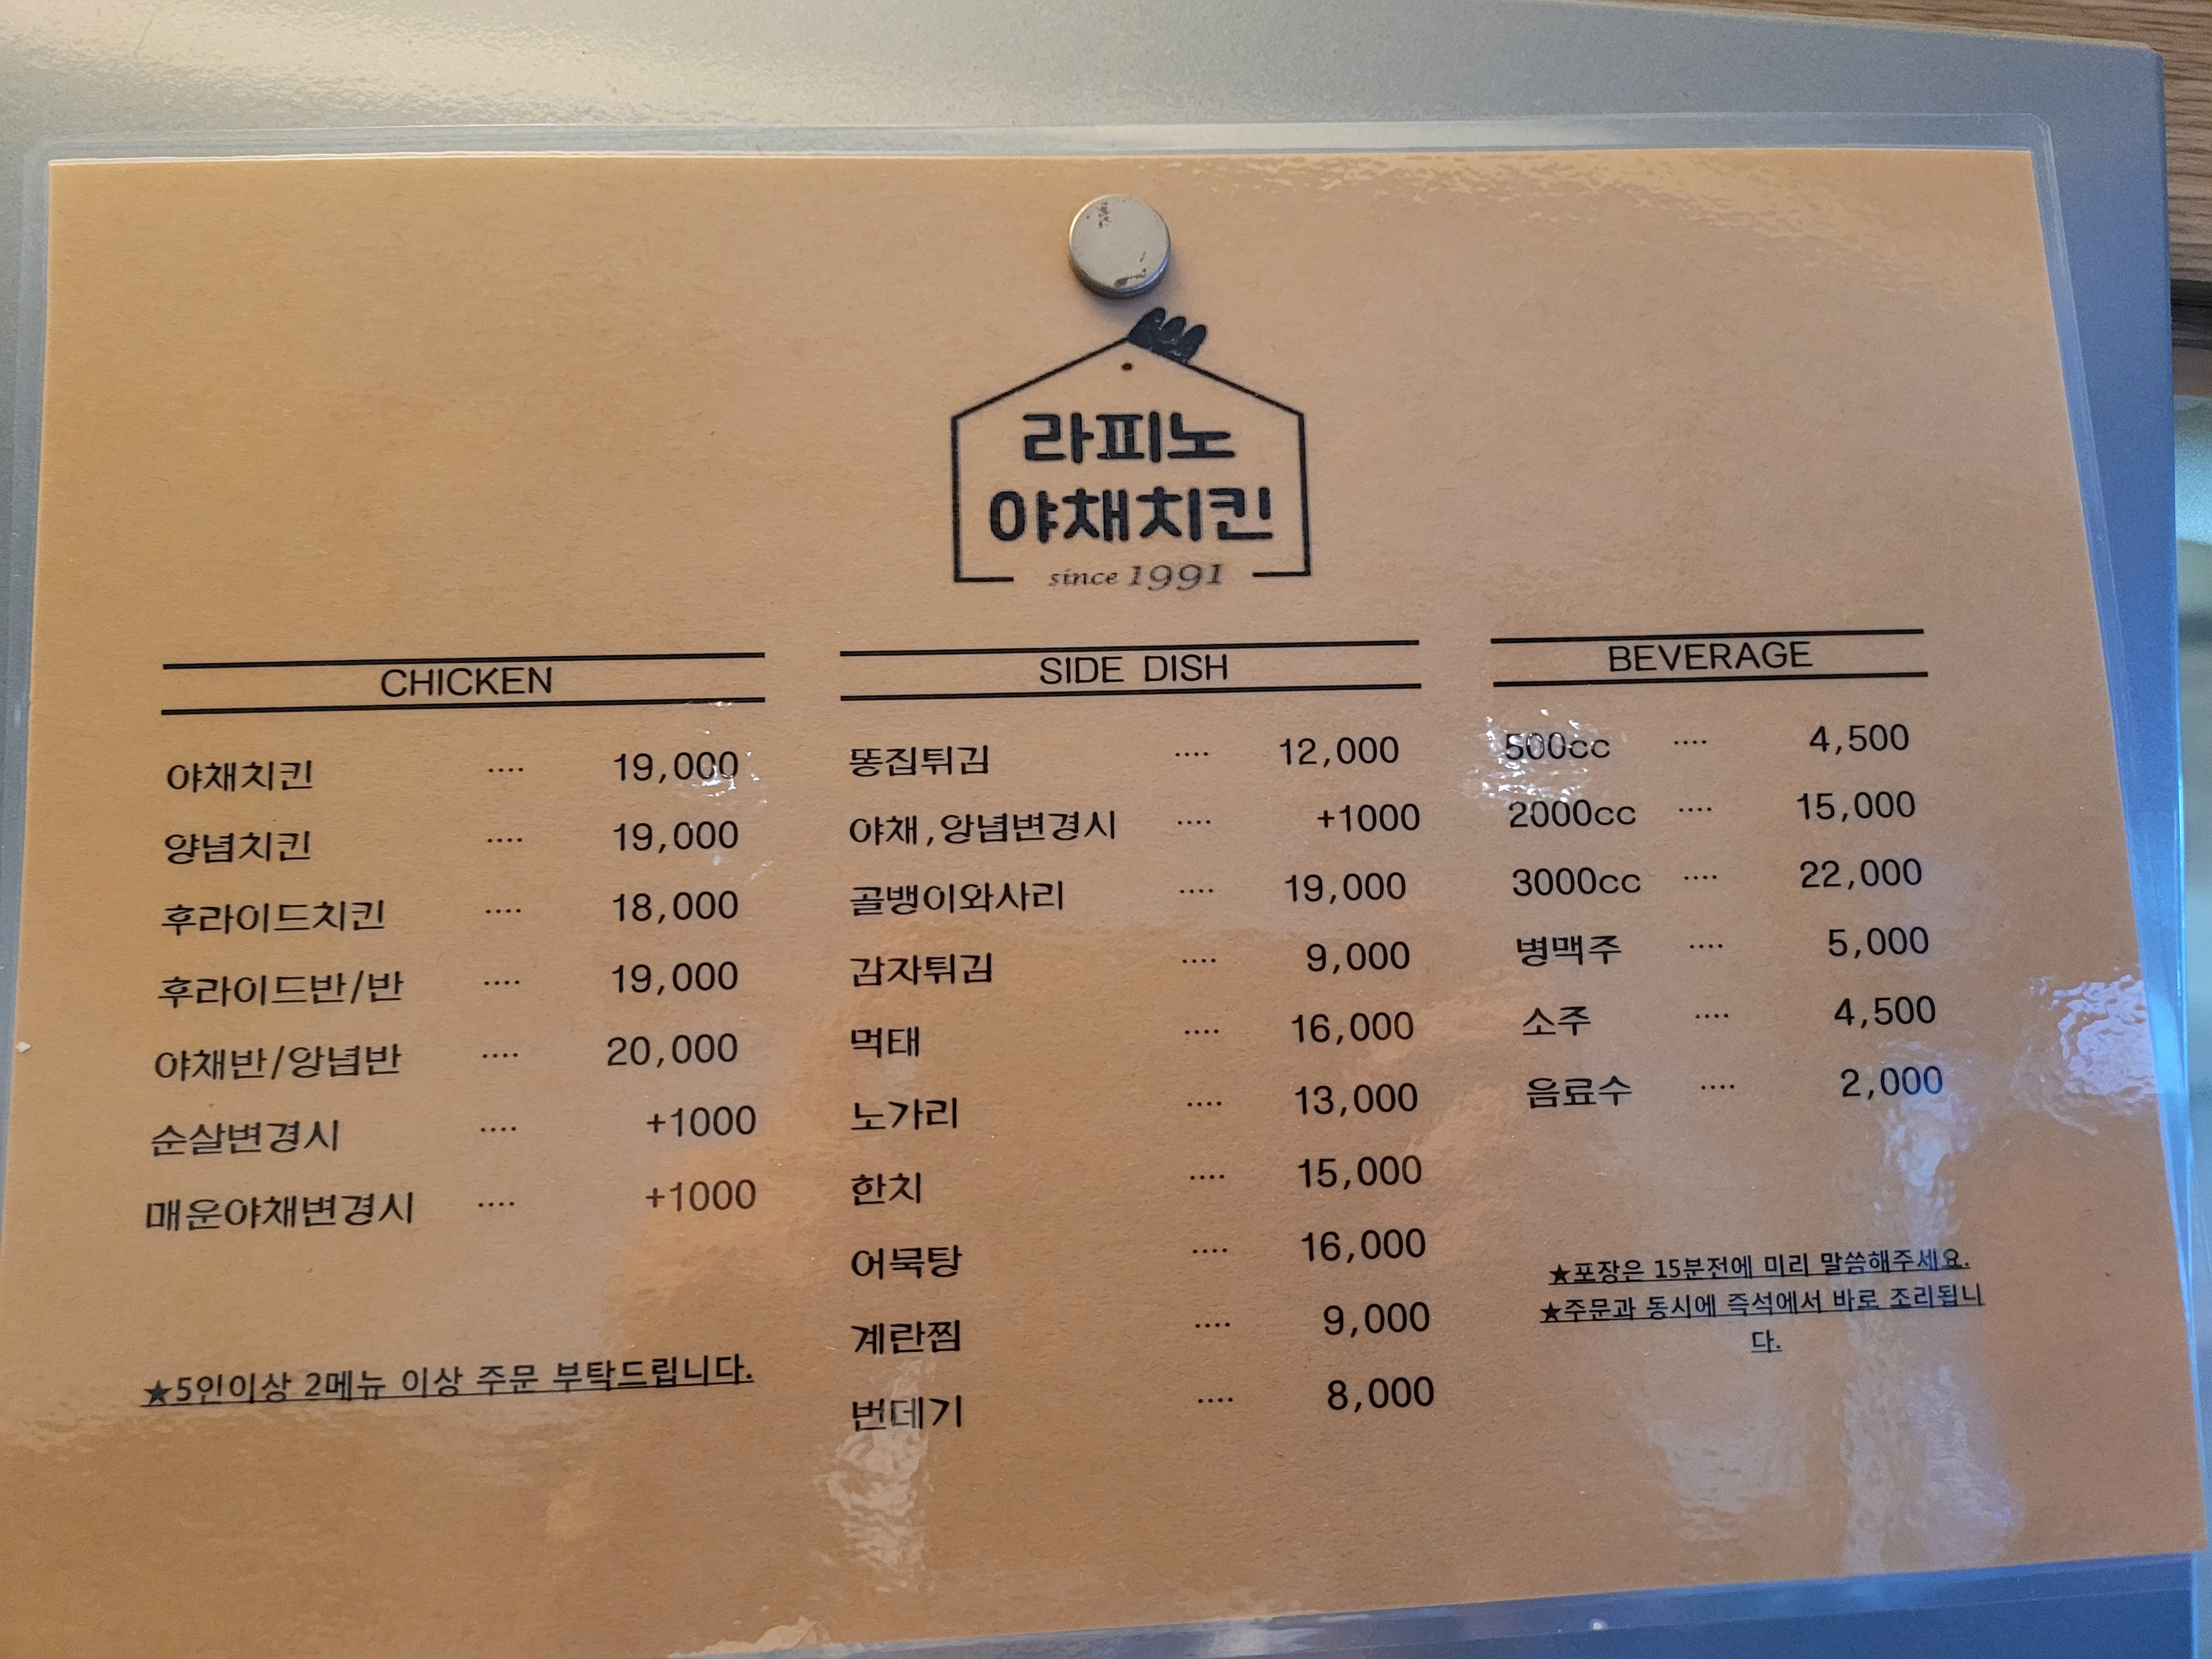 라피노
야채치킨
since 1991
CHICKEN
야채치킨 .... 19,000
양념치킨 .... 19,000
후라이드치킨 .... 18,000
후라이드반/반 .... 19,000
야채반/양념반 .... 20,000
순살변경시 .... +1000
매운야채변경시 .... +1000
★5인이상 2메뉴 이상 주문 부탁드립니다.
SIDE DISH
똥집튀김 .... 12,000
야채,양념변경시 .... +1000
골뱅이와사리 .... 19,000
감자튀김 .... 9,000
먹태 .... 16,000
노가리 .... 13,000
한치 .... 15,000
어묵탕 .... 16,000
계란찜 .... 9,000
번데기 .... 8,000
BEVERAGE
500cc .... 4,500
2000cc .... 15,000
3000cc .... 22,000
병맥주 .... 5,000
소주 .... 4,500
음료수 .... 2,000
★포장은 15분전에 미리 말씀해주세요.
★주문과 동시에 즉석에서 바로 조리됩니
다.